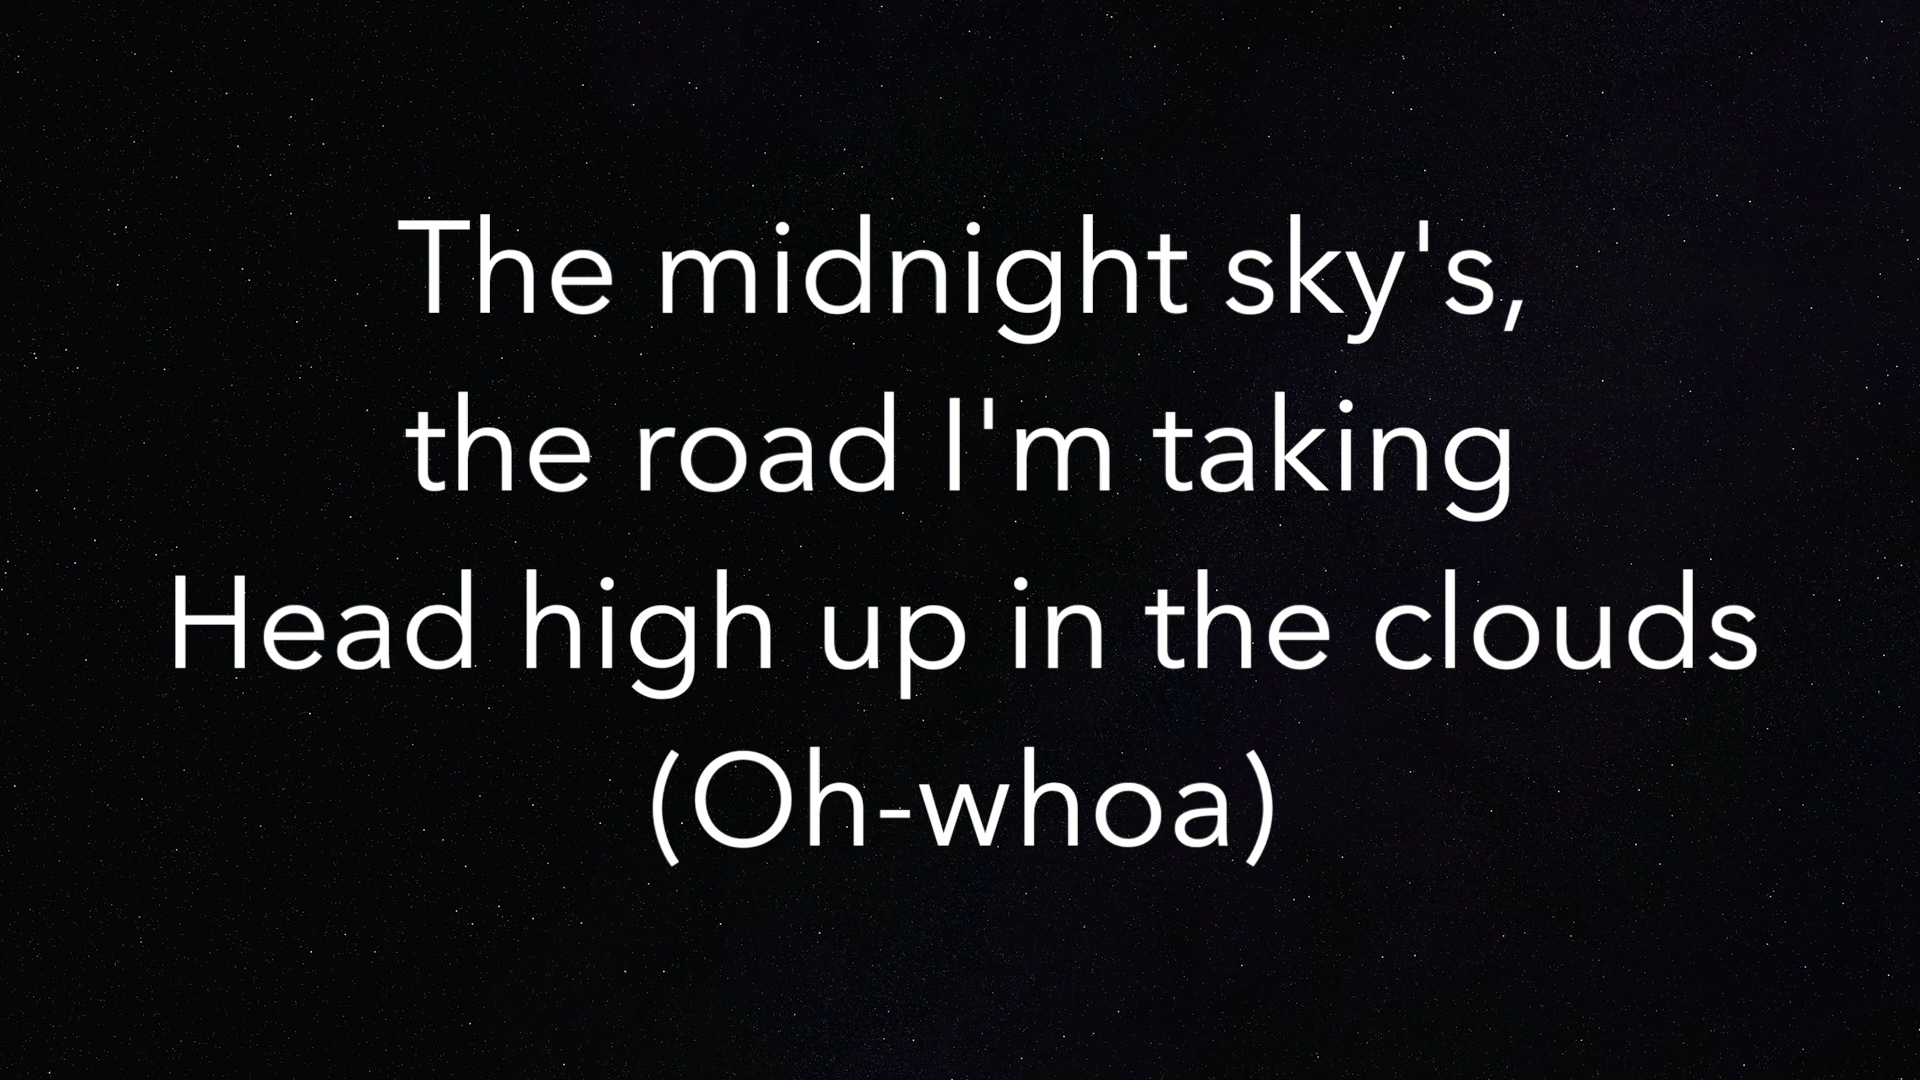 The midnight sky's,
the road I'm taking
Head high up in the clouds
(Oh-whoa)